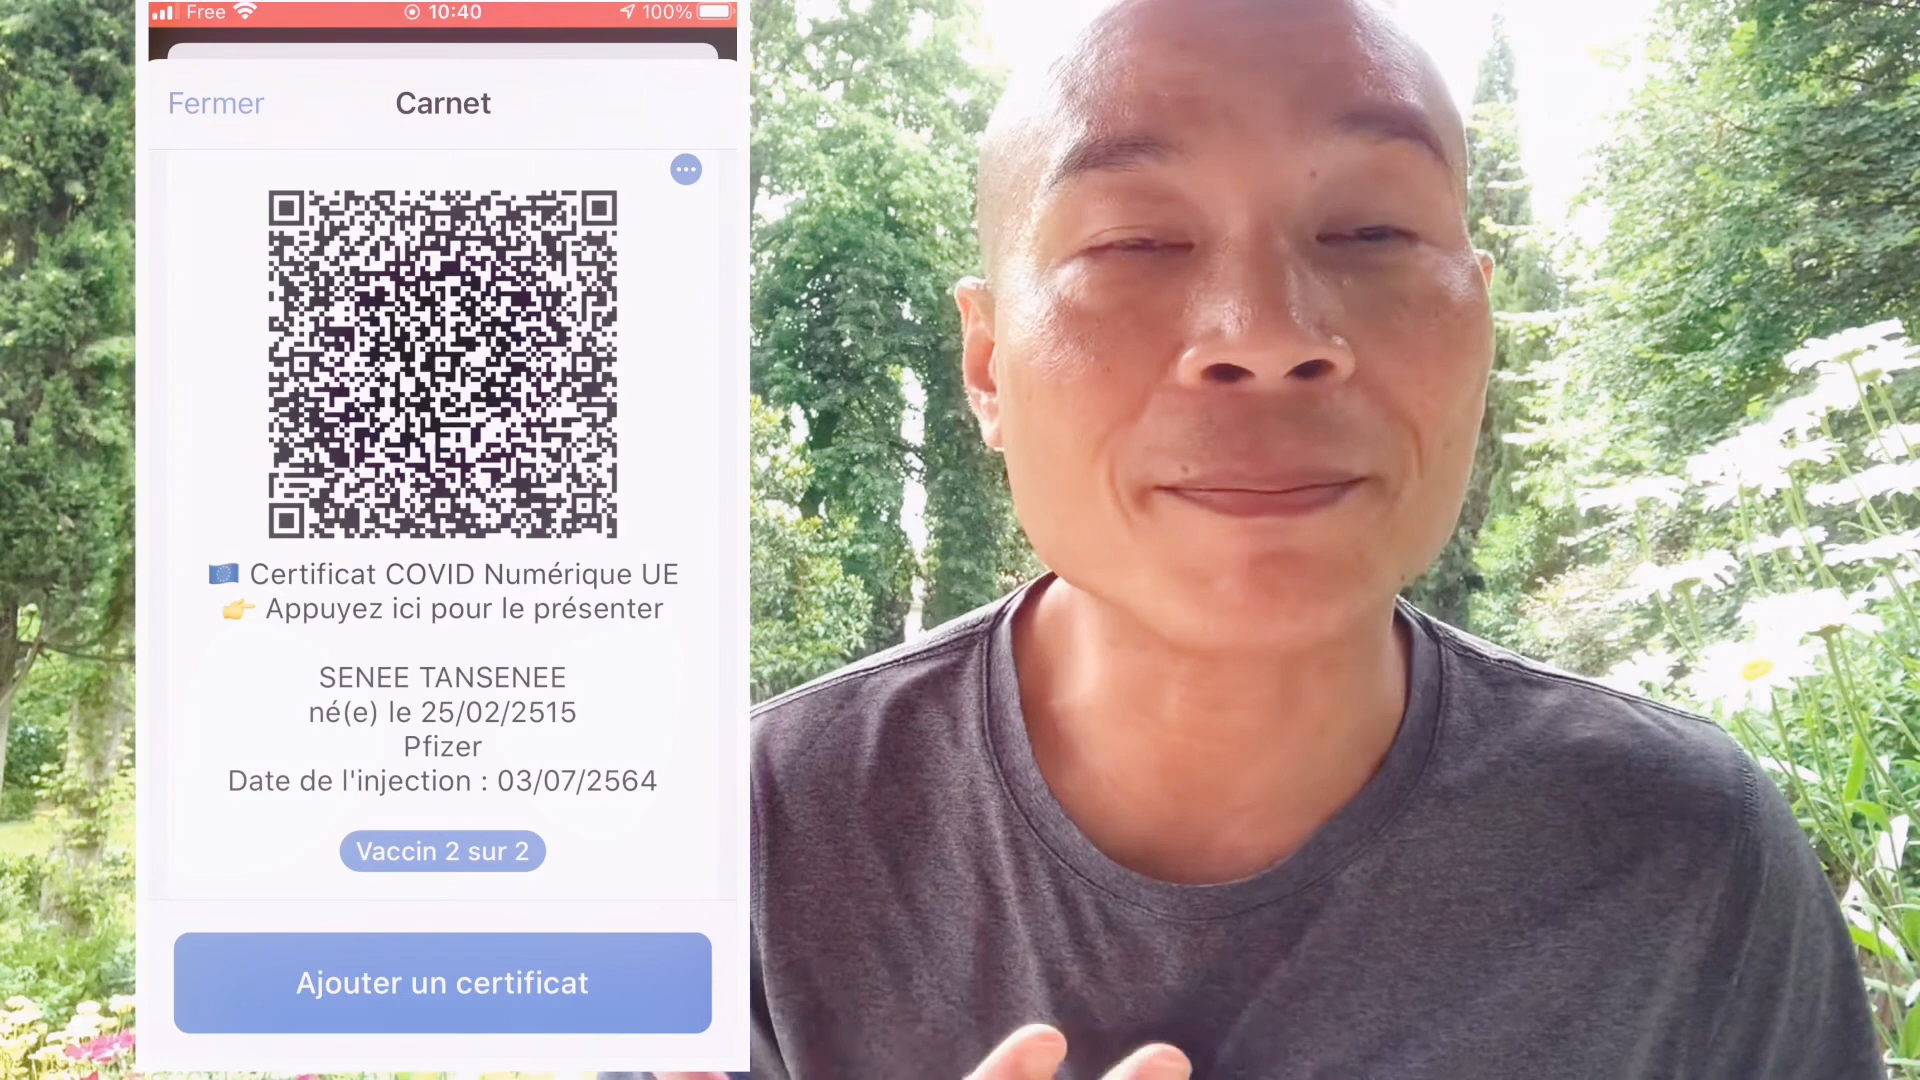 Free 10:40 100%
Fermer Carnet
Certificat COVID Numérique UE
Appuyez ici pour le présenter
SENEE TANSENEE
né(e) le 25/02/2515
Pfizer
Date de l'injection : 03/07/2564
Vaccin 2 sur 2
Ajouter un certificat